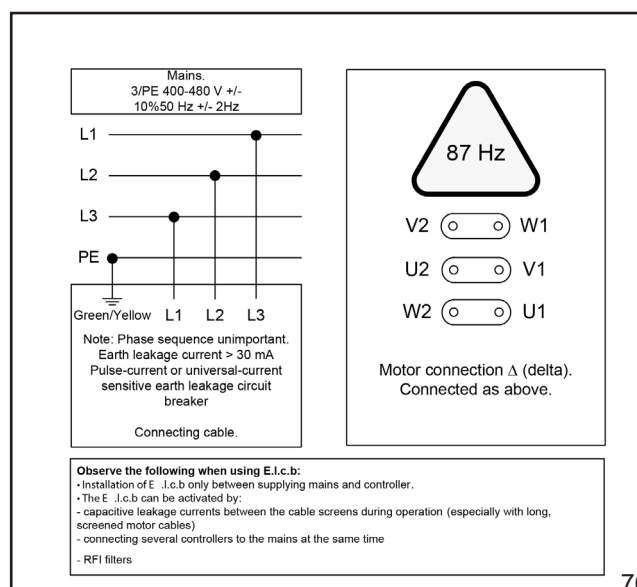 Mains.
3/PE 400-480 V +/-
10%50 Hz +/- 2Hz
L1
L2
L3
PE
Green/Yellow L1 L2 L3
Note: Phase sequence unimportant.
Earth leakage current > 30 mA
Pulse-current or universal-current
sensitive earth leakage circuit
breaker
Connecting cable.
87 Hz
V2 W1
U2 V1
W2 U1
Motor connection Δ (delta).
Connected as above.
Observe the following when using E.l.c.b:
• Installation of E .l.c.b only between supplying mains and controller.
• The E .l.c.b can be activated by:
- capacitive leakage currents between the cable screens during operation (especially with long,
screened motor cables)
- connecting several controllers to the mains at the same time
- RFI filters